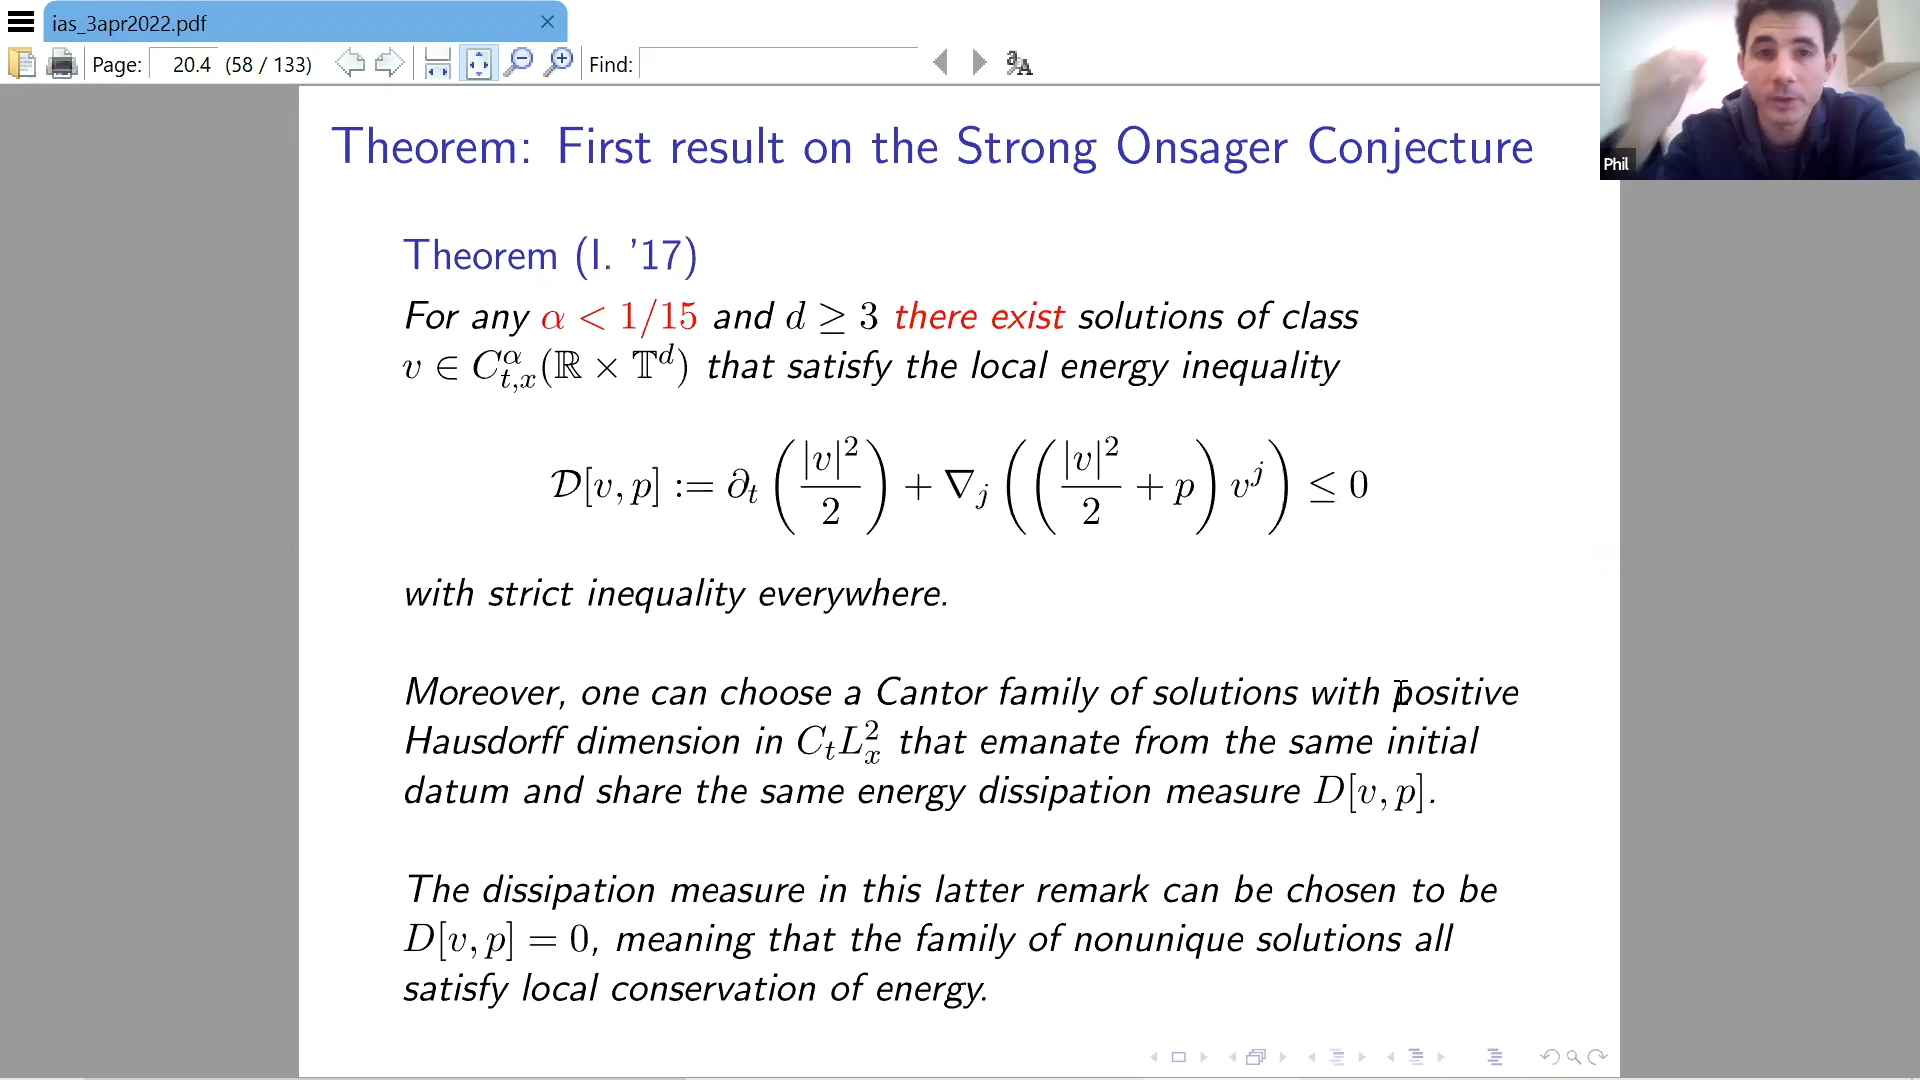 ias_3apr2022.pdf
Page: 20.4 (58 / 133) Find:
Phil
Theorem: First result on the Strong Onsager Conjecture
Theorem (I. '17)
For any α < 1/15 and d ≥ 3 there exist solutions of class
v ∈ C^α_{t,x}(ℝ × 𝕋^d) that satisfy the local energy inequality
𝒟[v, p] := ∂_t (|v|²/2) + ∇_j ((|v|²/2 + p) v^j) ≤ 0
with strict inequality everywhere.
Moreover, one can choose a Cantor family of solutions with positive
Hausdorff dimension in C_t L²_x that emanate from the same initial
datum and share the same energy dissipation measure D[v, p].
The dissipation measure in this latter remark can be chosen to be
D[v, p] = 0, meaning that the family of nonunique solutions all
satisfy local conservation of energy.